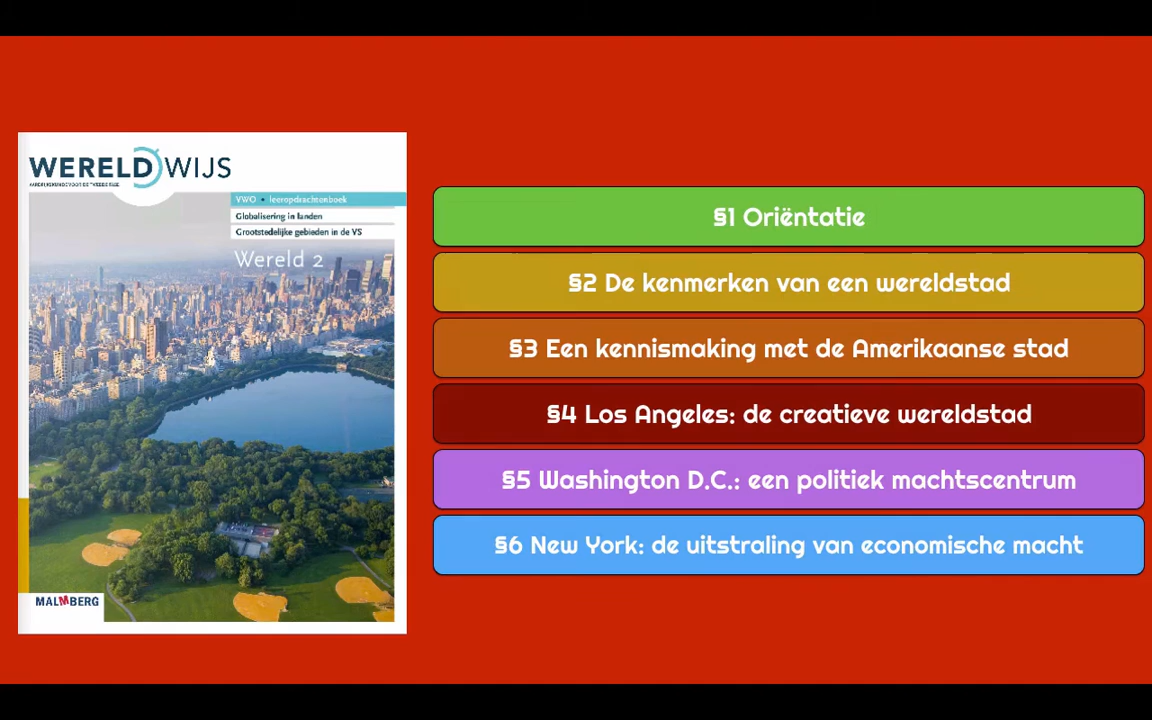 WERELDWIJS
VWO • leeropdrachtenboek
Globalisering in landen
Grootstedelijke gebieden in de VS
Wereld 2
MALMBERG
§1 Oriëntatie
§2 De kenmerken van een wereldstad
§3 Een kennismaking met de Amerikaanse stad
§4 Los Angeles: de creatieve wereldstad
§5 Washington D.C.: een politiek machtscentrum
§6 New York: de uitstraling van economische macht